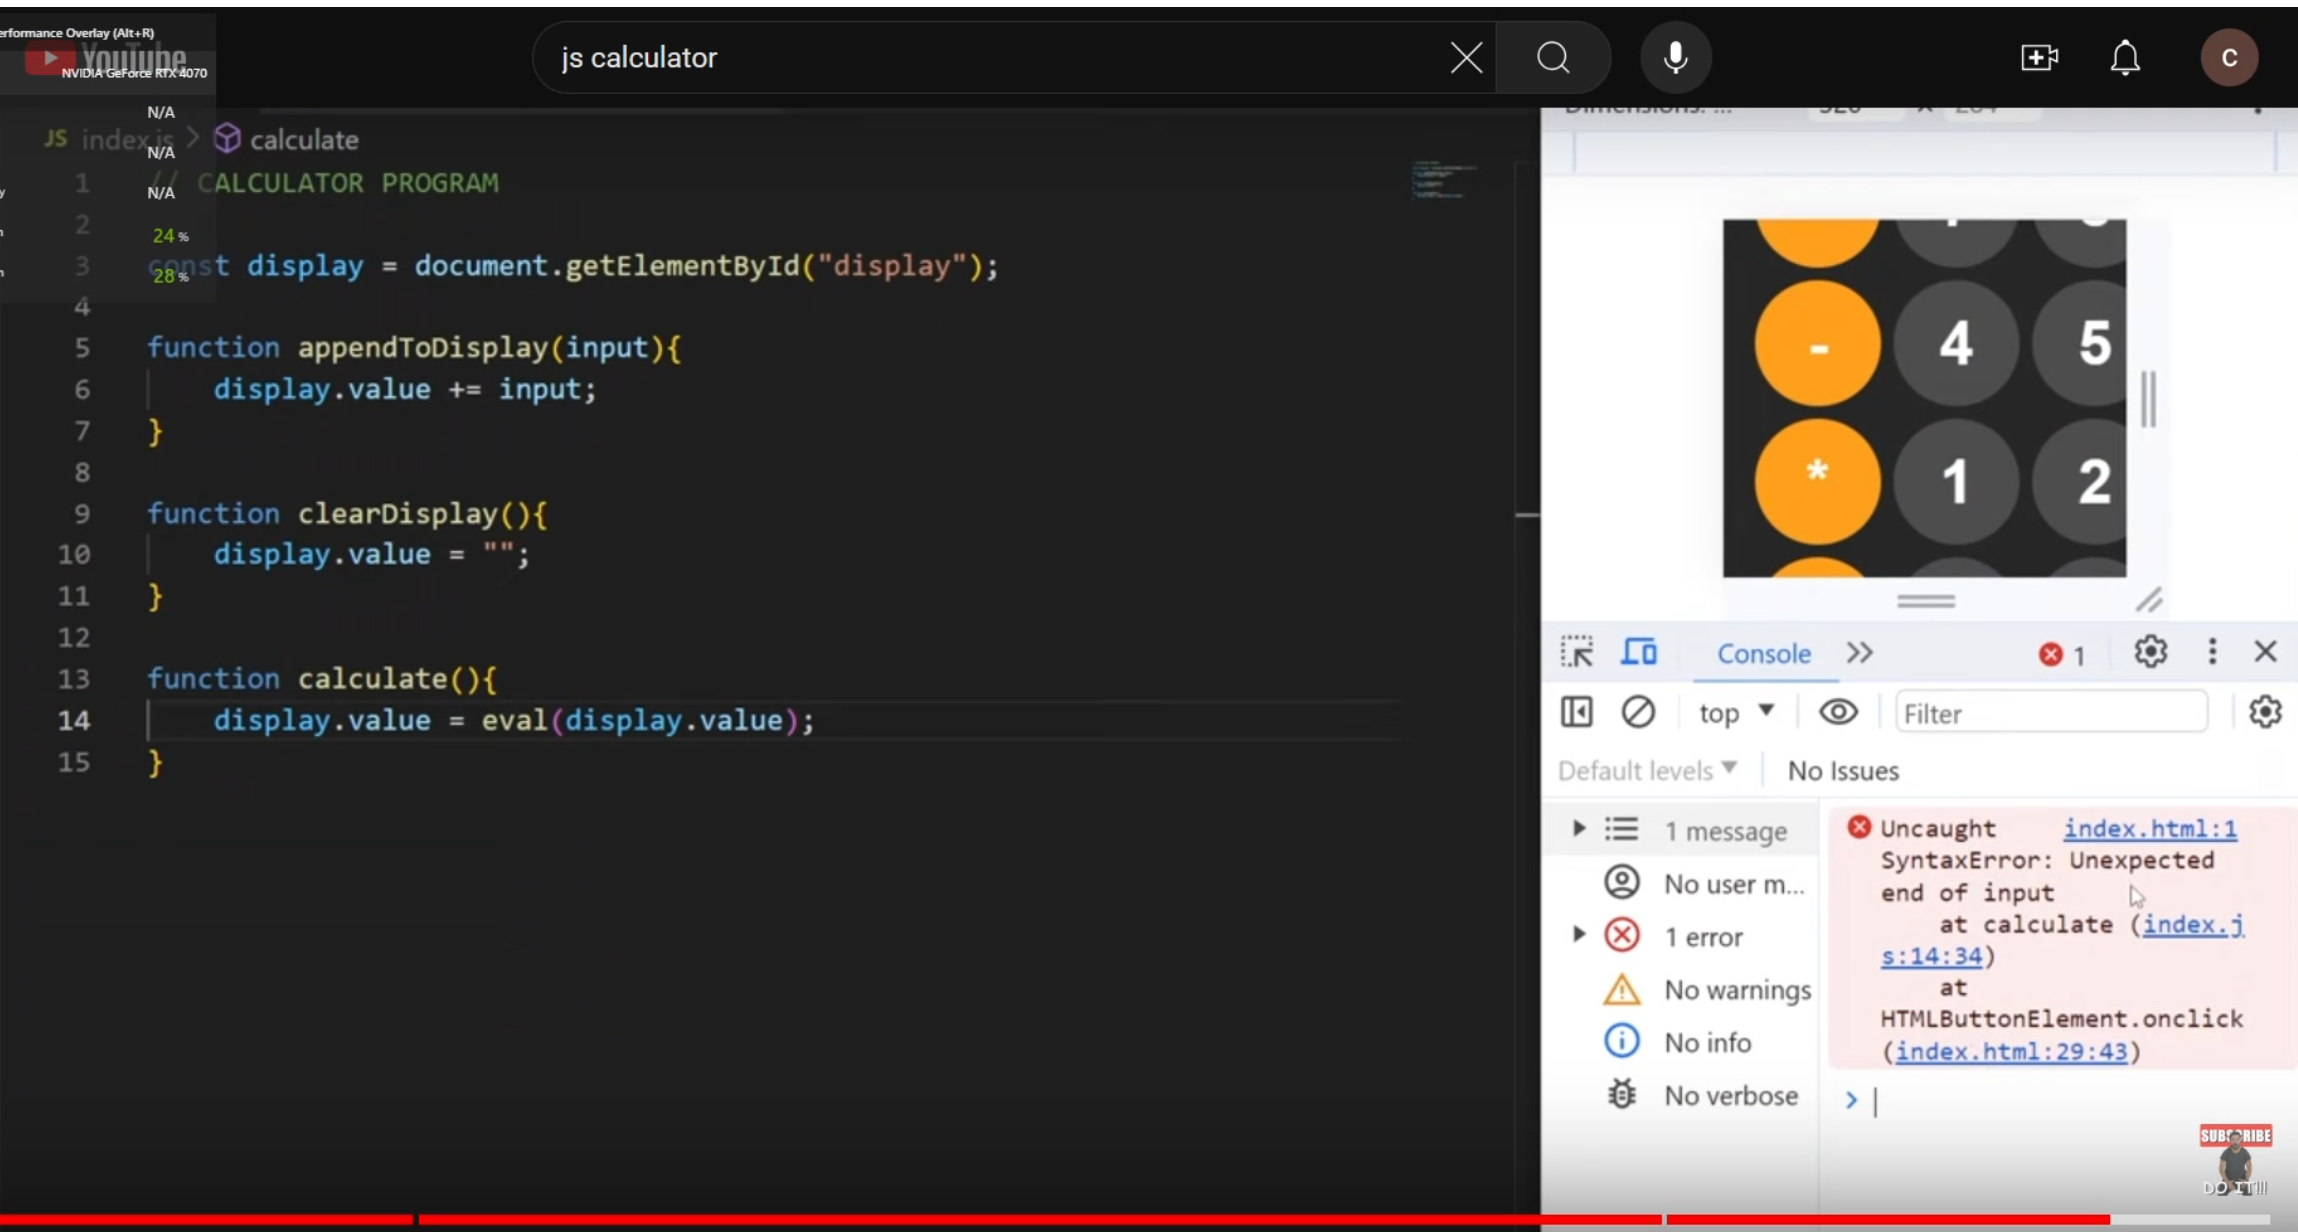 erformance Overlay (Alt+R)
YouTube
NVIDIA GeForce RTX 4070
js calculator
C
N/A
N/A
N/A
24 %
28 %
JS index.js > calculate
1 // CALCULATOR PROGRAM
2
3 const display = document.getElementById("display");
4
5 function appendToDisplay(input){
6 display.value += input;
7 }
8
9 function clearDisplay(){
10 display.value = "";
11 }
12
13 function calculate(){
14 display.value = eval(display.value);
15 }
Dimensions: ...
- 4 5
* 1 2
Console 1
top Filter
Default levels No Issues
1 message
No user m...
1 error
No warnings
No info
No verbose
Uncaught index.html:1
SyntaxError: Unexpected
end of input
at calculate (index.j
s:14:34)
at
HTMLButtonElement.onclick
(index.html:29:43)
>
SUBSCRIBE
DO IT!!!